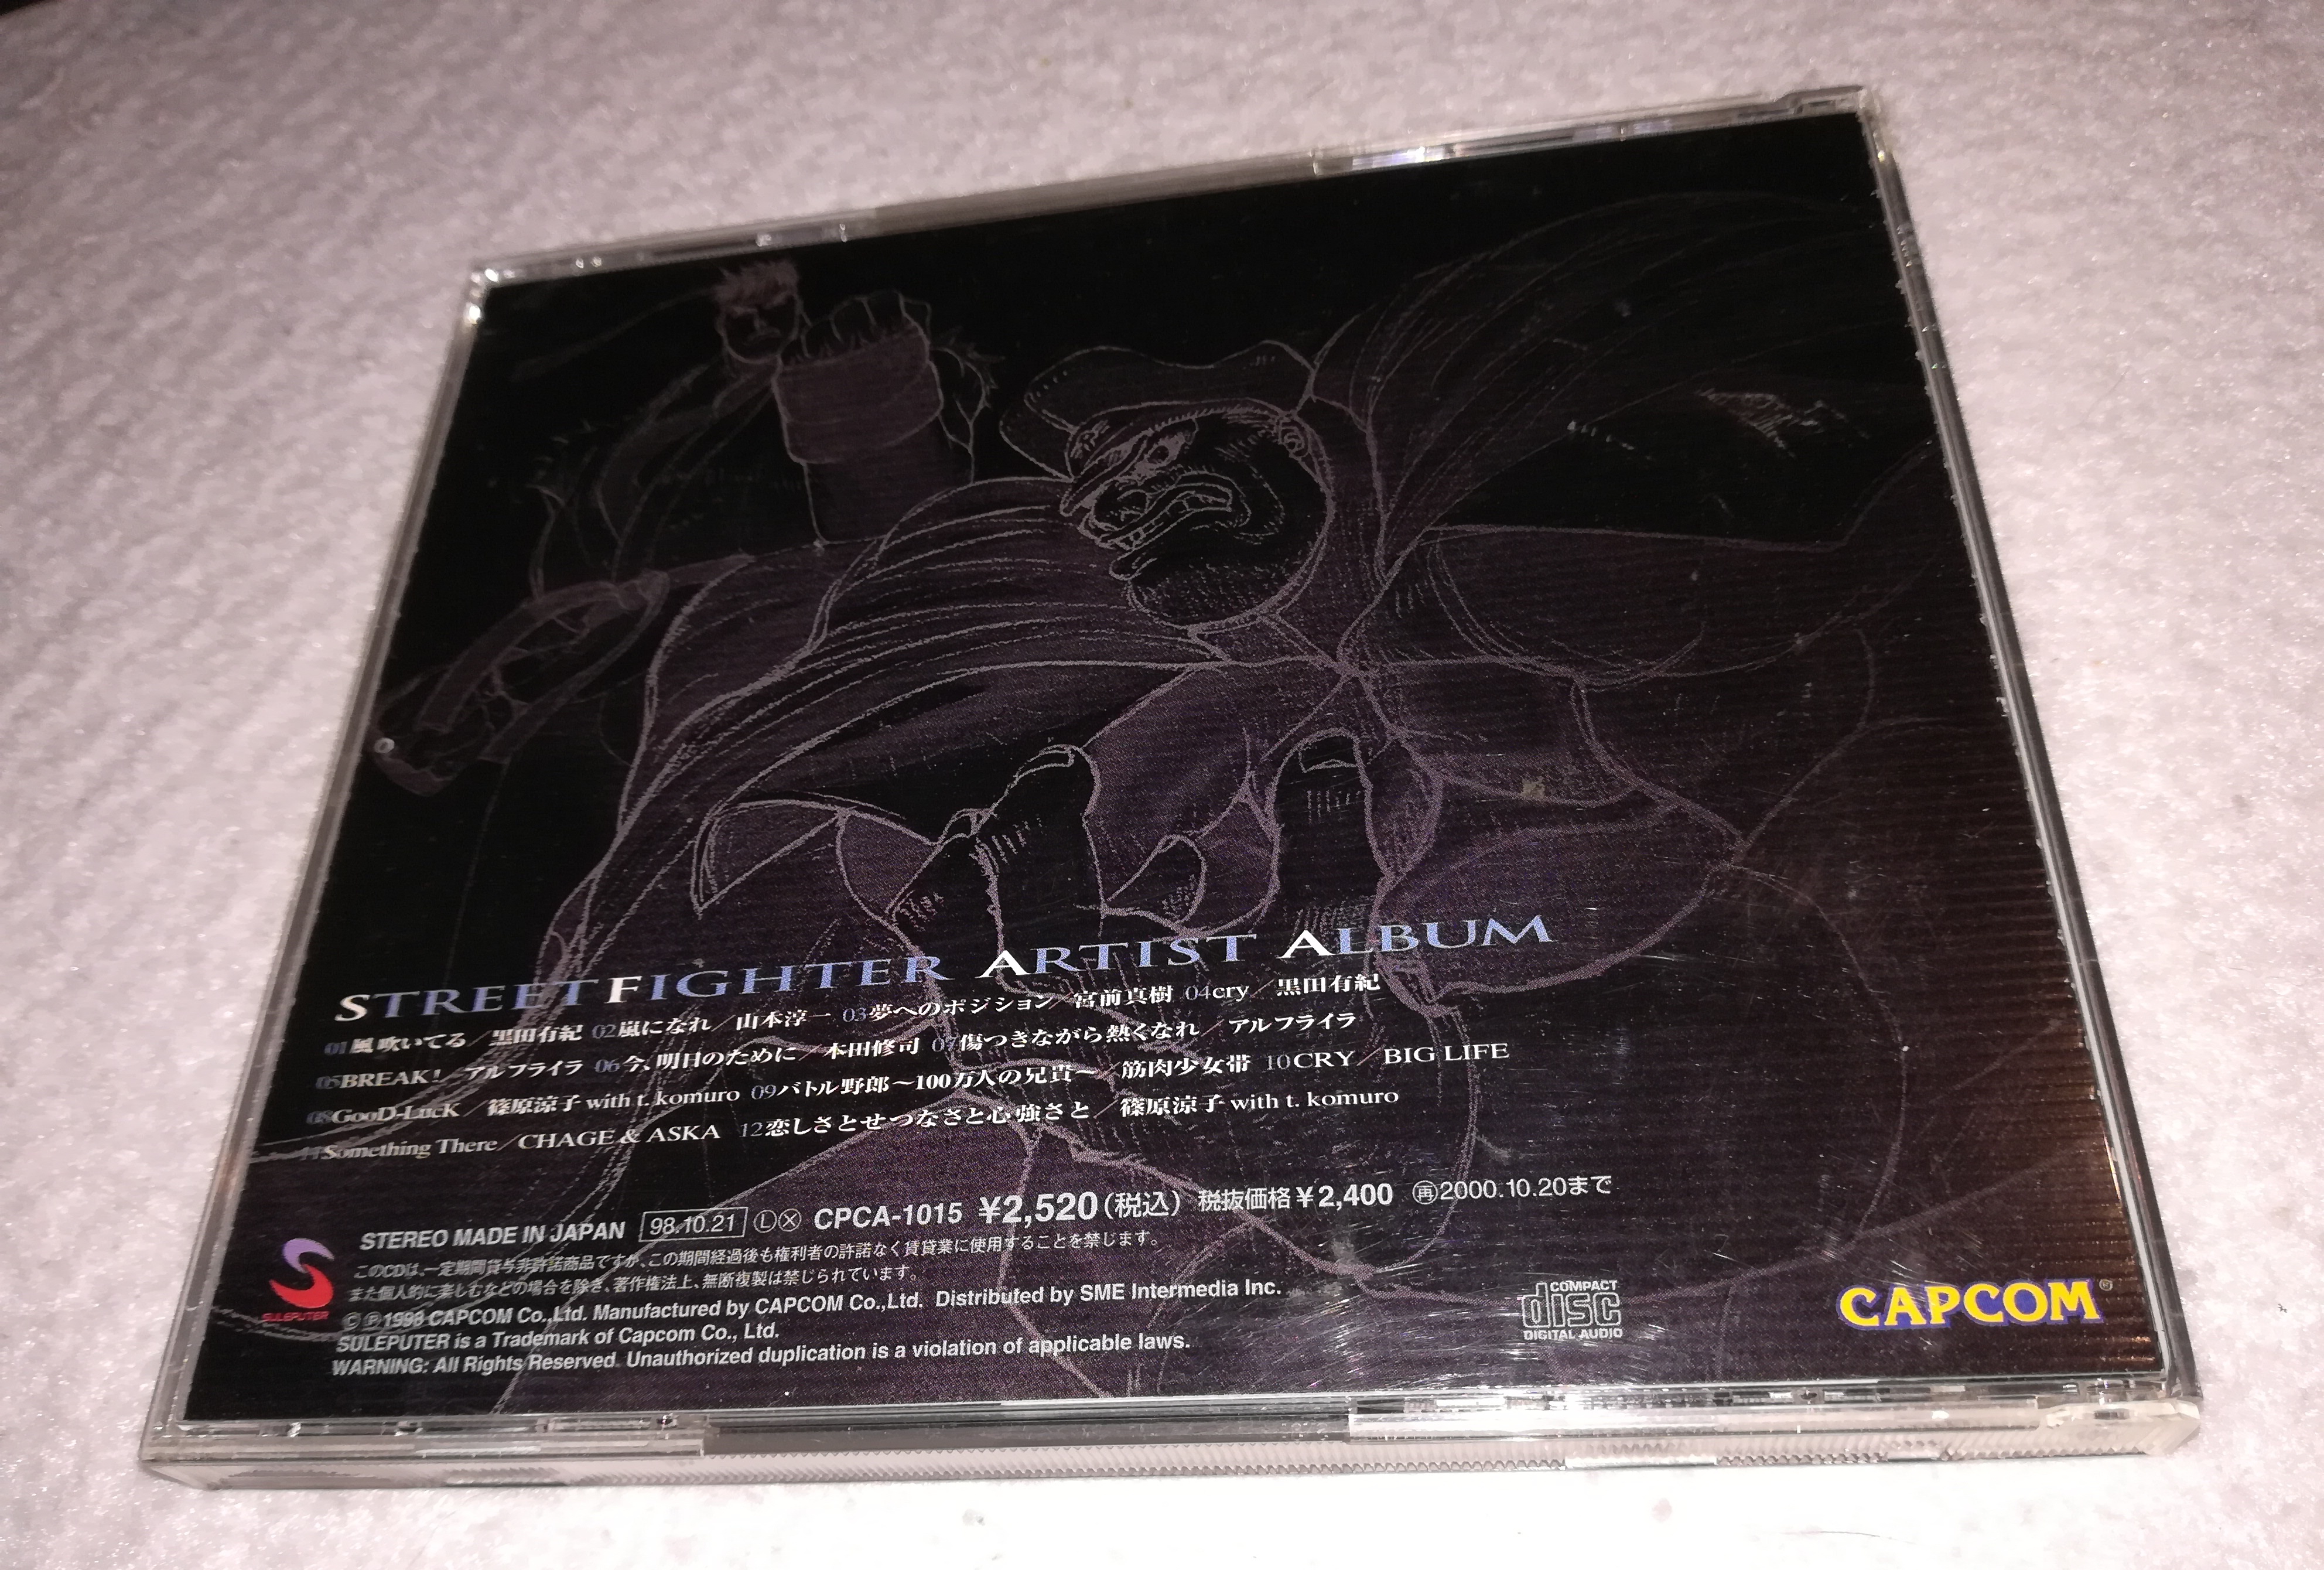 STREETFIGHTER ARTIST ALBUM
01風吹いてる／黒田有紀 02嵐になれ／山本淳一 03夢へのポジション／宮前真樹 04cry／黒田有紀
05BREAK!／アルフライラ 06今、明日のために／本田修司 07傷つきながら熱くなれ／アルフライラ
08GooD-LucK／篠原涼子 with t. komuro 09バトル野郎〜100万人の兄貴〜／筋肉少女帯 10CRY／BIG LIFE
11Something There／CHAGE & ASKA 12恋しさとせつなさと心強さと／篠原涼子 with t. komuro
STEREO MADE IN JAPAN 98.10.21 Ⓛ Ⓧ CPCA-1015 ¥2,520(税込) 税抜価格¥2,400 ㊢2000.10.20まで
このCDは、一定期間貸与非許諾商品ですが、この期間経過後も権利者の許諾なく賃貸業に使用することを禁じます。
また個人的に楽しむなどの場合を除き、著作権法上、無断複製は禁じられています。
Ⓒ Ⓟ 1998 CAPCOM Co.,Ltd. Manufactured by CAPCOM Co.,Ltd. Distributed by SME Intermedia Inc.
SULEPUTER is a Trademark of Capcom Co., Ltd.
WARNING: All Rights Reserved. Unauthorized duplication is a violation of applicable laws.
SULEPUTER
COMPACT
disc
DIGITAL AUDIO
CAPCOM®